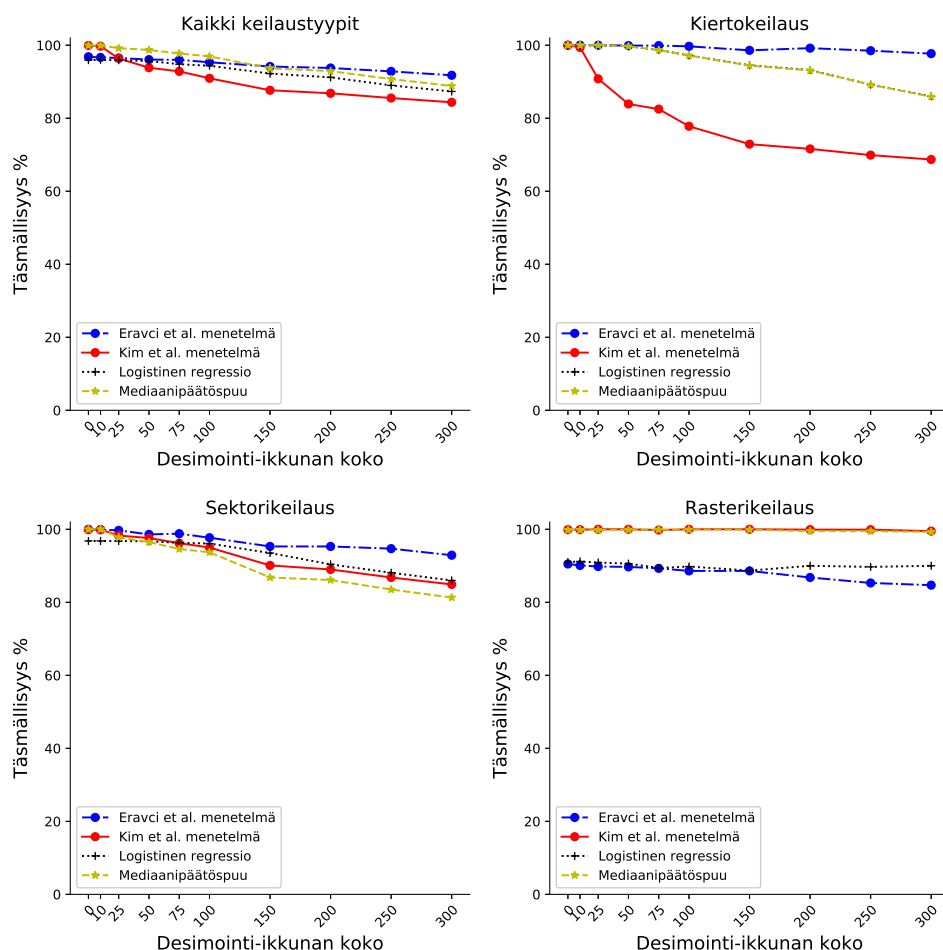 Kaikki keilaustyypit
100
80
60
40
20
0
Täsmällisyys %
Eravci et al. menetelmä
Kim et al. menetelmä
Logistinen regressio
Mediaanipäätöspuu
0 10 25 50 75 100 150 200 250 300
Desimointi-ikkunan koko
Kiertokeilaus
100
80
60
40
20
0
Täsmällisyys %
Eravci et al. menetelmä
Kim et al. menetelmä
Logistinen regressio
Mediaanipäätöspuu
0 10 25 50 75 100 150 200 250 300
Desimointi-ikkunan koko
Sektorikeilaus
100
80
60
40
20
0
Täsmällisyys %
Eravci et al. menetelmä
Kim et al. menetelmä
Logistinen regressio
Mediaanipäätöspuu
0 10 25 50 75 100 150 200 250 300
Desimointi-ikkunan koko
Rasterikeilaus
100
80
60
40
20
0
Täsmällisyys %
Eravci et al. menetelmä
Kim et al. menetelmä
Logistinen regressio
Mediaanipäätöspuu
0 10 25 50 75 100 150 200 250 300
Desimointi-ikkunan koko